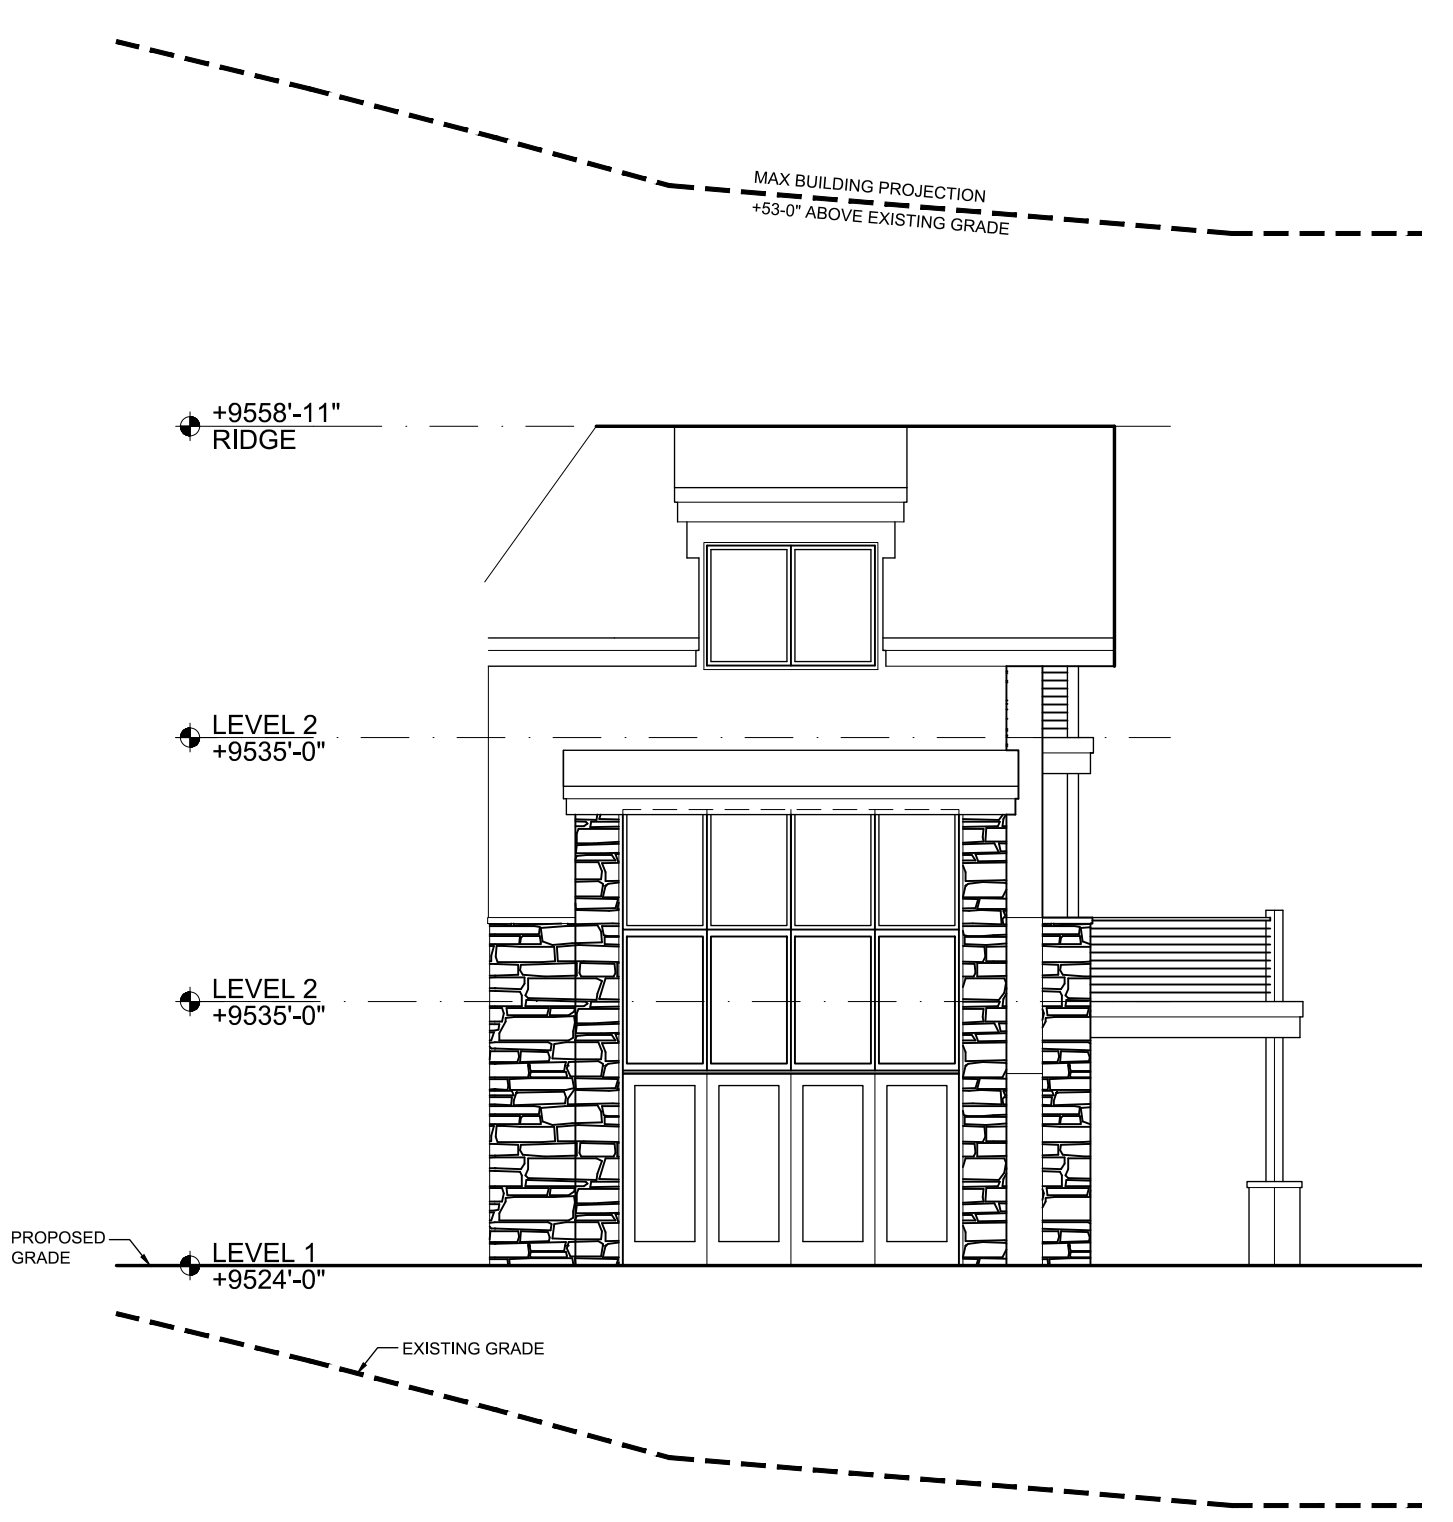 MAX BUILDING PROJECTION
+53-0" ABOVE EXISTING GRADE
+9558'-11"
RIDGE
LEVEL 2
+9535'-0"
LEVEL 2
+9535'-0"
PROPOSED
GRADE
LEVEL 1
+9524'-0"
EXISTING GRADE